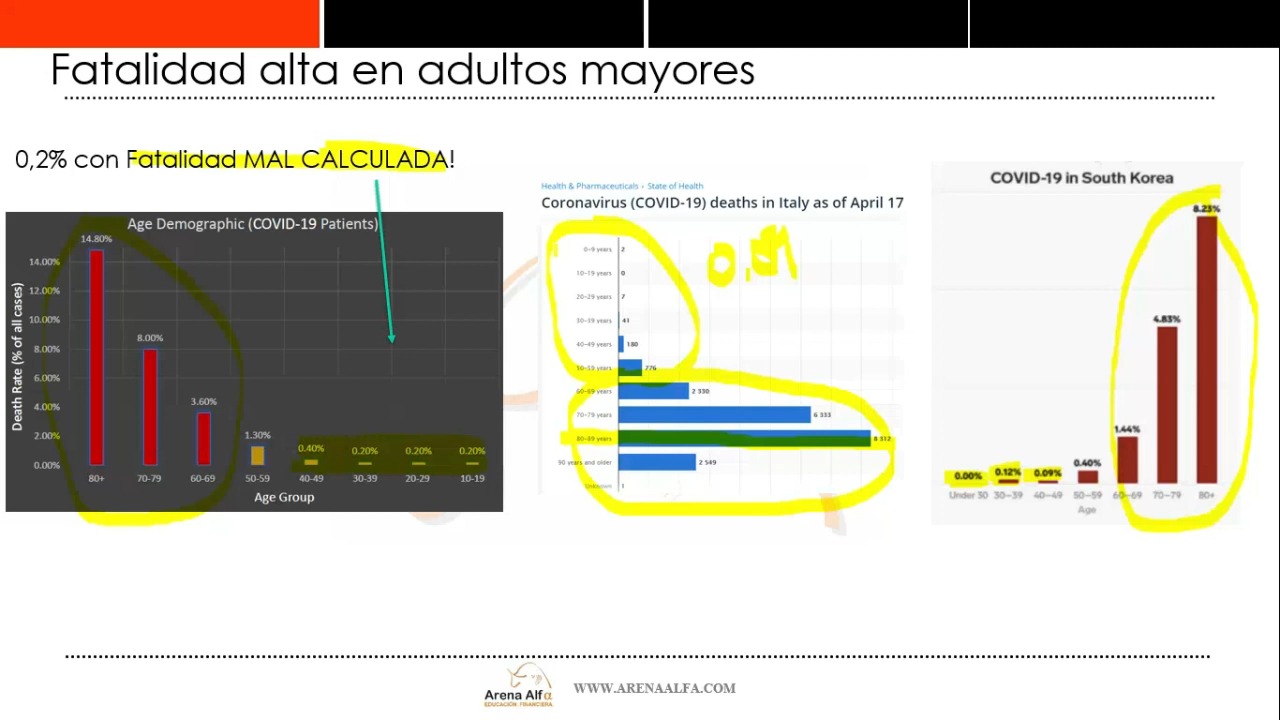 Fatalidad alta en adultos mayores
0,2% con Fatalidad MAL CALCULADA!
Age Demographic (COVID-19 Patients)
Death Rate (% of all cases)
14.00%
12.00%
10.00%
8.00%
6.00%
4.00%
2.00%
0.00%
14.80%
8.00%
3.60%
1.30%
0.40%
0.20%
0.20%
0.20%
80+
70-79
60-69
50-59
40-49
30-39
20-29
10-19
Age Group
Health & Pharmaceuticals › State of Health
Coronavirus (COVID-19) deaths in Italy as of April 17
0-9 years 2
10-19 years 0
20-29 years 7
30-39 years 41
40-49 years 180
50-59 years 776
60-69 years 2 330
70-79 years 6 333
80-89 years 8 312
90 years and older 2 549
Unknown 1
COVID-19 in South Korea
0.00%
0.12%
0.09%
0.40%
1.44%
4.83%
8.23%
Under 30
30-39
40-49
50-59
60-69
70-79
80+
Age
Arena Alfα
EDUCACIÓN FINANCIERA
WWW.ARENAALFA.COM